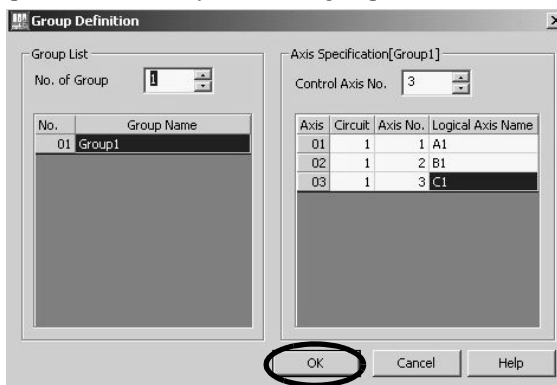 Group Definition
Group List
No. of Group 1
No. Group Name
01 Group1
Axis Specification[Group1]
Control Axis No. 3
Axis Circuit Axis No. Logical Axis Name
01 1 1 A1
02 1 2 B1
03 1 3 C1
OK Cancel Help